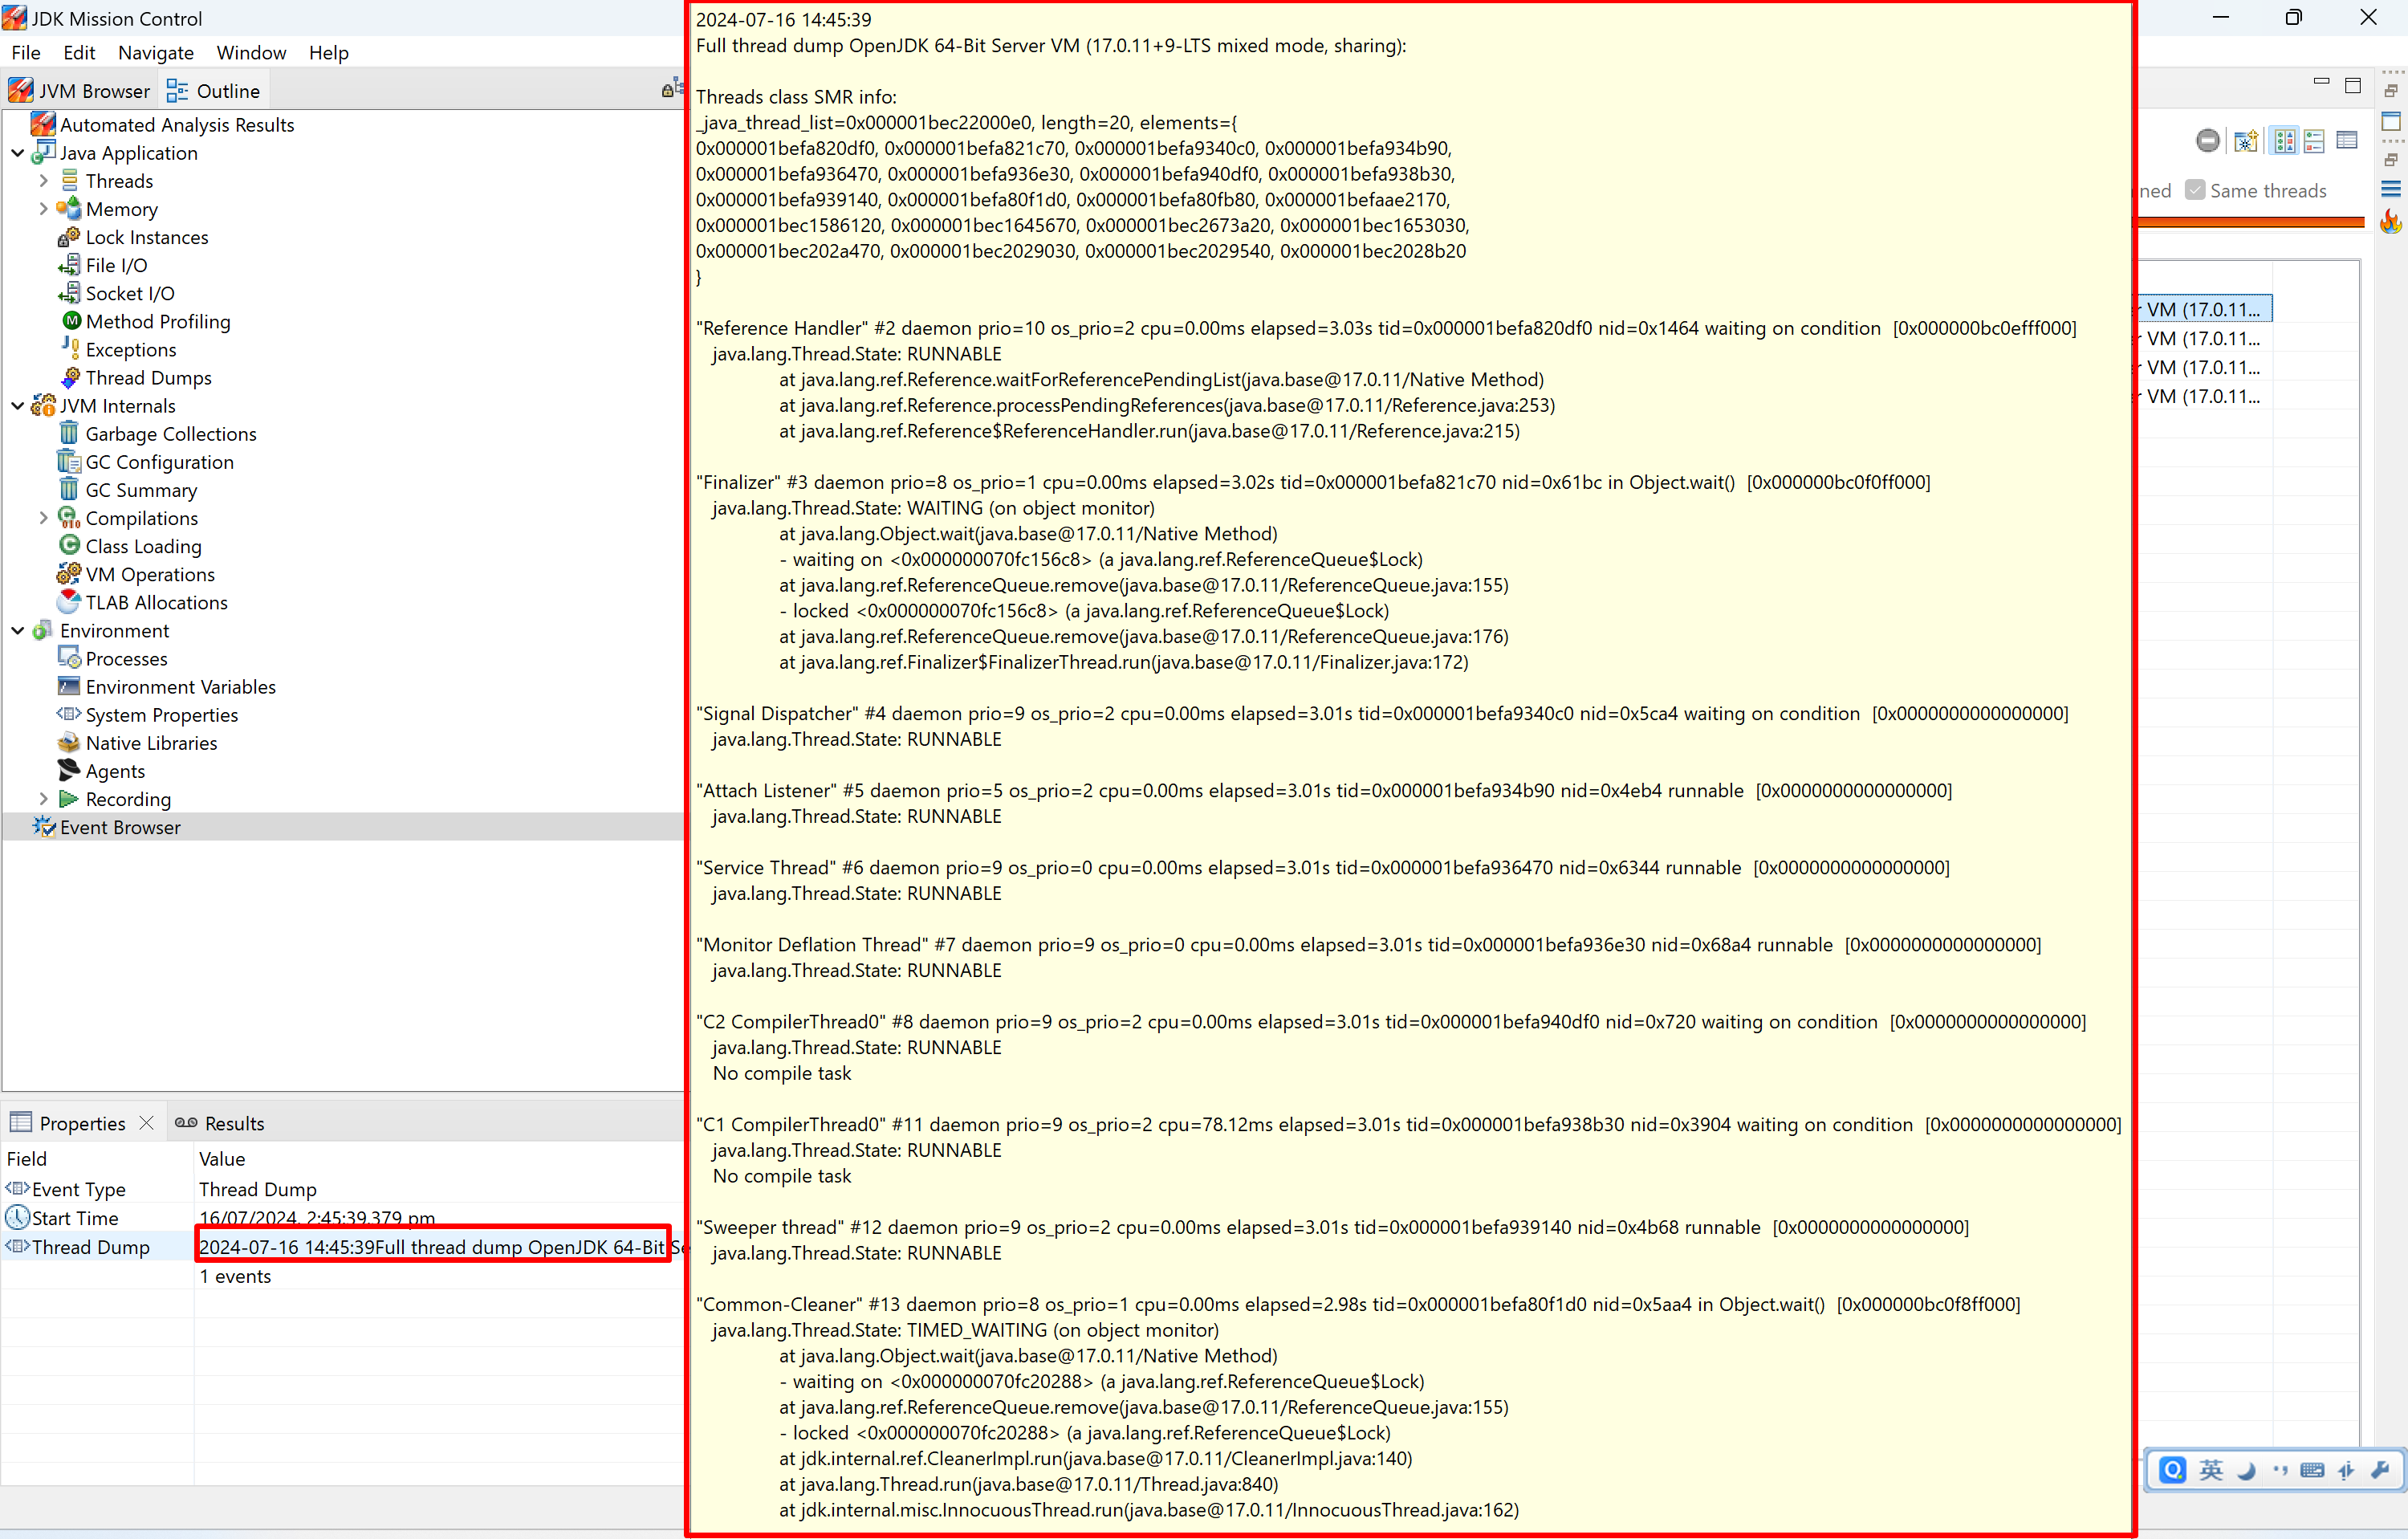 JDK Mission Control
File Edit Navigate Window Help
JVM Browser Outline
Automated Analysis Results
Java Application
Threads
Memory
Lock Instances
File I/O
Socket I/O
Method Profiling
Exceptions
Thread Dumps
JVM Internals
Garbage Collections
GC Configuration
GC Summary
Compilations
Class Loading
VM Operations
TLAB Allocations
Environment
Processes
Environment Variables
System Properties
Native Libraries
Agents
Recording
Event Browser
Properties Results
Field Value
Event Type Thread Dump
Start Time 16/07/2024, 2:45:39.379 pm
Thread Dump 2024-07-16 14:45:39Full thread dump OpenJDK 64-Bit Se
1 events
2024-07-16 14:45:39
Full thread dump OpenJDK 64-Bit Server VM (17.0.11+9-LTS mixed mode, sharing):
Threads class SMR info:
_java_thread_list=0x000001bec22000e0, length=20, elements={
0x000001befa820df0, 0x000001befa821c70, 0x000001befa9340c0, 0x000001befa934b90,
0x000001befa936470, 0x000001befa936e30, 0x000001befa940df0, 0x000001befa938b30,
0x000001befa939140, 0x000001befa80f1d0, 0x000001befa80fb80, 0x000001befaae2170,
0x000001bec1586120, 0x000001bec1645670, 0x000001bec2673a20, 0x000001bec1653030,
0x000001bec202a470, 0x000001bec2029030, 0x000001bec2029540, 0x000001bec2028b20
}
"Reference Handler" #2 daemon prio=10 os_prio=2 cpu=0.00ms elapsed=3.03s tid=0x000001befa820df0 nid=0x1464 waiting on condition [0x000000bc0efff000]
java.lang.Thread.State: RUNNABLE
at java.lang.ref.Reference.waitForReferencePendingList(java.base@17.0.11/Native Method)
at java.lang.ref.Reference.processPendingReferences(java.base@17.0.11/Reference.java:253)
at java.lang.ref.Reference$ReferenceHandler.run(java.base@17.0.11/Reference.java:215)
"Finalizer" #3 daemon prio=8 os_prio=1 cpu=0.00ms elapsed=3.02s tid=0x000001befa821c70 nid=0x61bc in Object.wait() [0x000000bc0f0ff000]
java.lang.Thread.State: WAITING (on object monitor)
at java.lang.Object.wait(java.base@17.0.11/Native Method)
- waiting on <0x000000070fc156c8> (a java.lang.ref.ReferenceQueue$Lock)
at java.lang.ref.ReferenceQueue.remove(java.base@17.0.11/ReferenceQueue.java:155)
- locked <0x000000070fc156c8> (a java.lang.ref.ReferenceQueue$Lock)
at java.lang.ref.ReferenceQueue.remove(java.base@17.0.11/ReferenceQueue.java:176)
at java.lang.ref.Finalizer$FinalizerThread.run(java.base@17.0.11/Finalizer.java:172)
"Signal Dispatcher" #4 daemon prio=9 os_prio=2 cpu=0.00ms elapsed=3.01s tid=0x000001befa9340c0 nid=0x5ca4 waiting on condition [0x0000000000000000]
java.lang.Thread.State: RUNNABLE
"Attach Listener" #5 daemon prio=5 os_prio=2 cpu=0.00ms elapsed=3.01s tid=0x000001befa934b90 nid=0x4eb4 runnable [0x0000000000000000]
java.lang.Thread.State: RUNNABLE
"Service Thread" #6 daemon prio=9 os_prio=0 cpu=0.00ms elapsed=3.01s tid=0x000001befa936470 nid=0x6344 runnable [0x0000000000000000]
java.lang.Thread.State: RUNNABLE
"Monitor Deflation Thread" #7 daemon prio=9 os_prio=0 cpu=0.00ms elapsed=3.01s tid=0x000001befa936e30 nid=0x68a4 runnable [0x0000000000000000]
java.lang.Thread.State: RUNNABLE
"C2 CompilerThread0" #8 daemon prio=9 os_prio=2 cpu=0.00ms elapsed=3.01s tid=0x000001befa940df0 nid=0x720 waiting on condition [0x0000000000000000]
java.lang.Thread.State: RUNNABLE
No compile task
"C1 CompilerThread0" #11 daemon prio=9 os_prio=2 cpu=78.12ms elapsed=3.01s tid=0x000001befa938b30 nid=0x3904 waiting on condition [0x0000000000000000]
java.lang.Thread.State: RUNNABLE
No compile task
"Sweeper thread" #12 daemon prio=9 os_prio=2 cpu=0.00ms elapsed=3.01s tid=0x000001befa939140 nid=0x4b68 runnable [0x0000000000000000]
java.lang.Thread.State: RUNNABLE
"Common-Cleaner" #13 daemon prio=8 os_prio=1 cpu=0.00ms elapsed=2.98s tid=0x000001befa80f1d0 nid=0x5aa4 in Object.wait() [0x000000bc0f8ff000]
java.lang.Thread.State: TIMED_WAITING (on object monitor)
at java.lang.Object.wait(java.base@17.0.11/Native Method)
- waiting on <0x000000070fc20288> (a java.lang.ref.ReferenceQueue$Lock)
at java.lang.ref.ReferenceQueue.remove(java.base@17.0.11/ReferenceQueue.java:155)
- locked <0x000000070fc20288> (a java.lang.ref.ReferenceQueue$Lock)
at jdk.internal.ref.CleanerImpl.run(java.base@17.0.11/CleanerImpl.java:140)
at java.lang.Thread.run(java.base@17.0.11/Thread.java:840)
at jdk.internal.misc.InnocuousThread.run(java.base@17.0.11/InnocuousThread.java:162)
ned Same threads
r VM (17.0.11...
r VM (17.0.11...
r VM (17.0.11...
r VM (17.0.11...
英